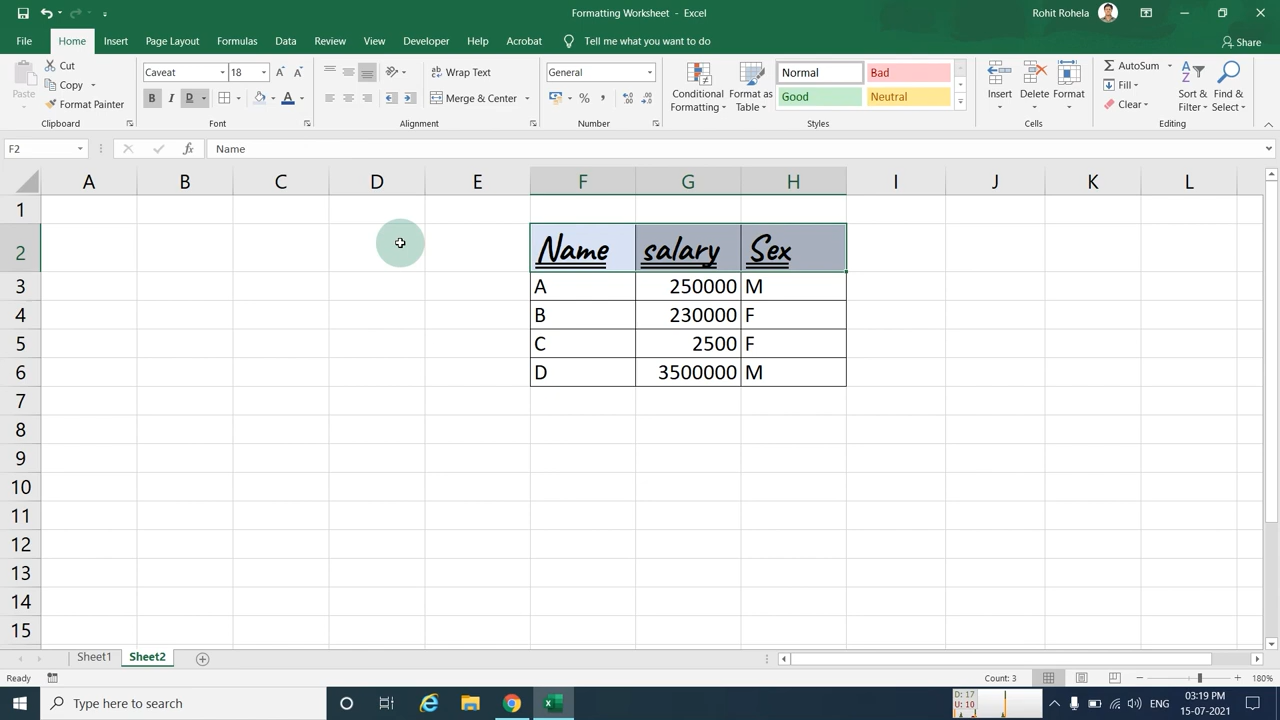 Formatting Worksheet - Excel
Rohit Rohela
File Home Insert Page Layout Formulas Data Review View Developer Help Acrobat Tell me what you want to do Share
Paste
Cut
Copy
Format Painter
Clipboard
Caveat 18
B I D
Font
Wrap Text
Merge & Center
Alignment
General
Number
Conditional Formatting
Format as Table
Normal Bad
Good Neutral
Styles
Insert Delete Format
Cells
AutoSum
Fill
Clear
Sort & Filter
Find & Select
Editing
F2 fx Name
A B C D E F G H I J K L
1
2 Name salary Sex
3 A 250000 M
4 B 230000 F
5 C 2500 F
6 D 3500000 M
7
8
9
10
11
12
13
14
15
Sheet1 Sheet2
Ready Count: 3 180%
Type here to search
D: 17
U: 10
ENG
03:19 PM
15-07-2021